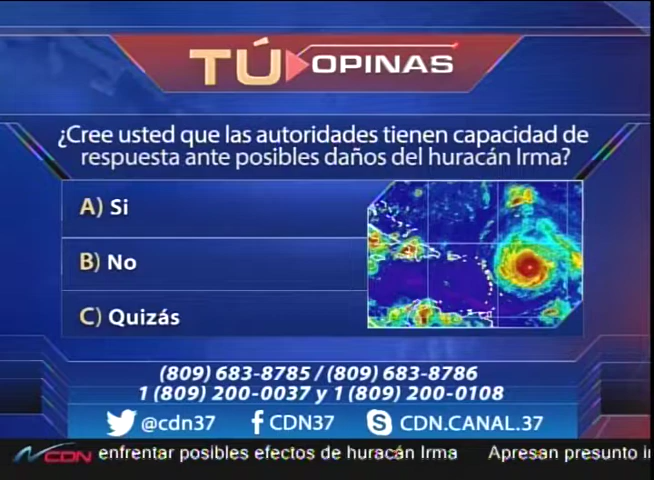 TÚ OPINAS
¿Cree usted que las autoridades tienen capacidad de
respuesta ante posibles daños del huracán Irma?
A) Si
B) No
C) Quizás
(809) 683-8785 / (809) 683-8786
1 (809) 200-0037 y 1 (809) 200-0108
@cdn37 CDN37 CDN.CANAL.37
CDN enfrentar posibles efectos de huracán Irma Apresan presunto